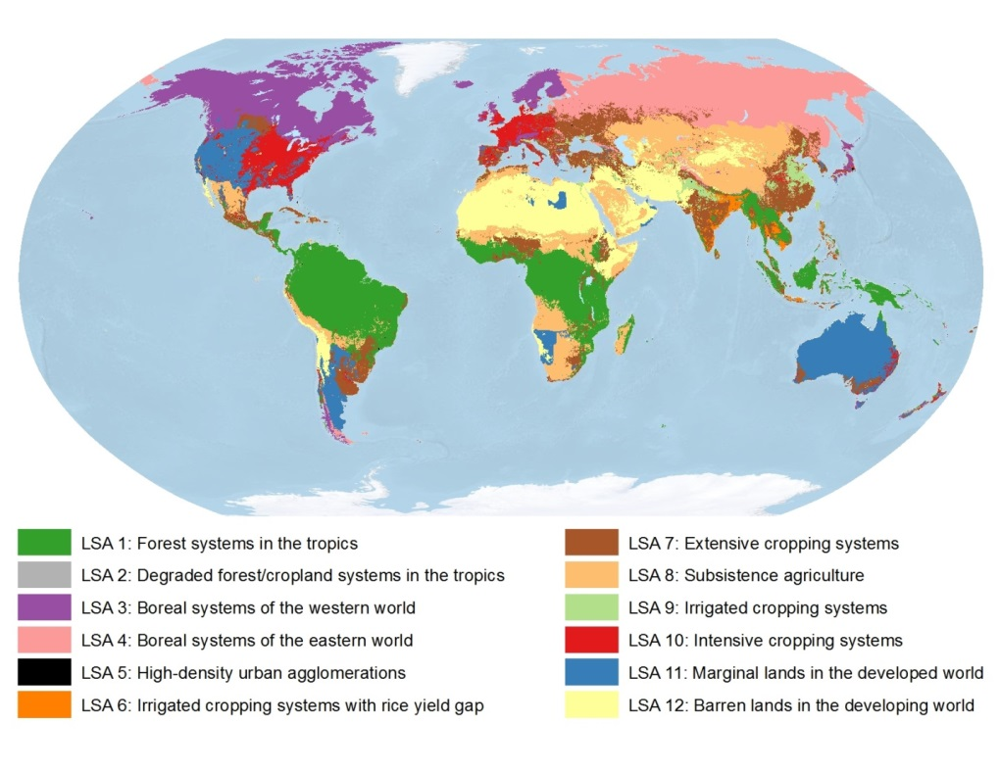 LSA 1: Forest systems in the tropics
LSA 2: Degraded forest/cropland systems in the tropics
LSA 3: Boreal systems of the western world
LSA 4: Boreal systems of the eastern world
LSA 5: High-density urban agglomerations
LSA 6: Irrigated cropping systems with rice yield gap
LSA 7: Extensive cropping systems
LSA 8: Subsistence agriculture
LSA 9: Irrigated cropping systems
LSA 10: Intensive cropping systems
LSA 11: Marginal lands in the developed world
LSA 12: Barren lands in the developing world